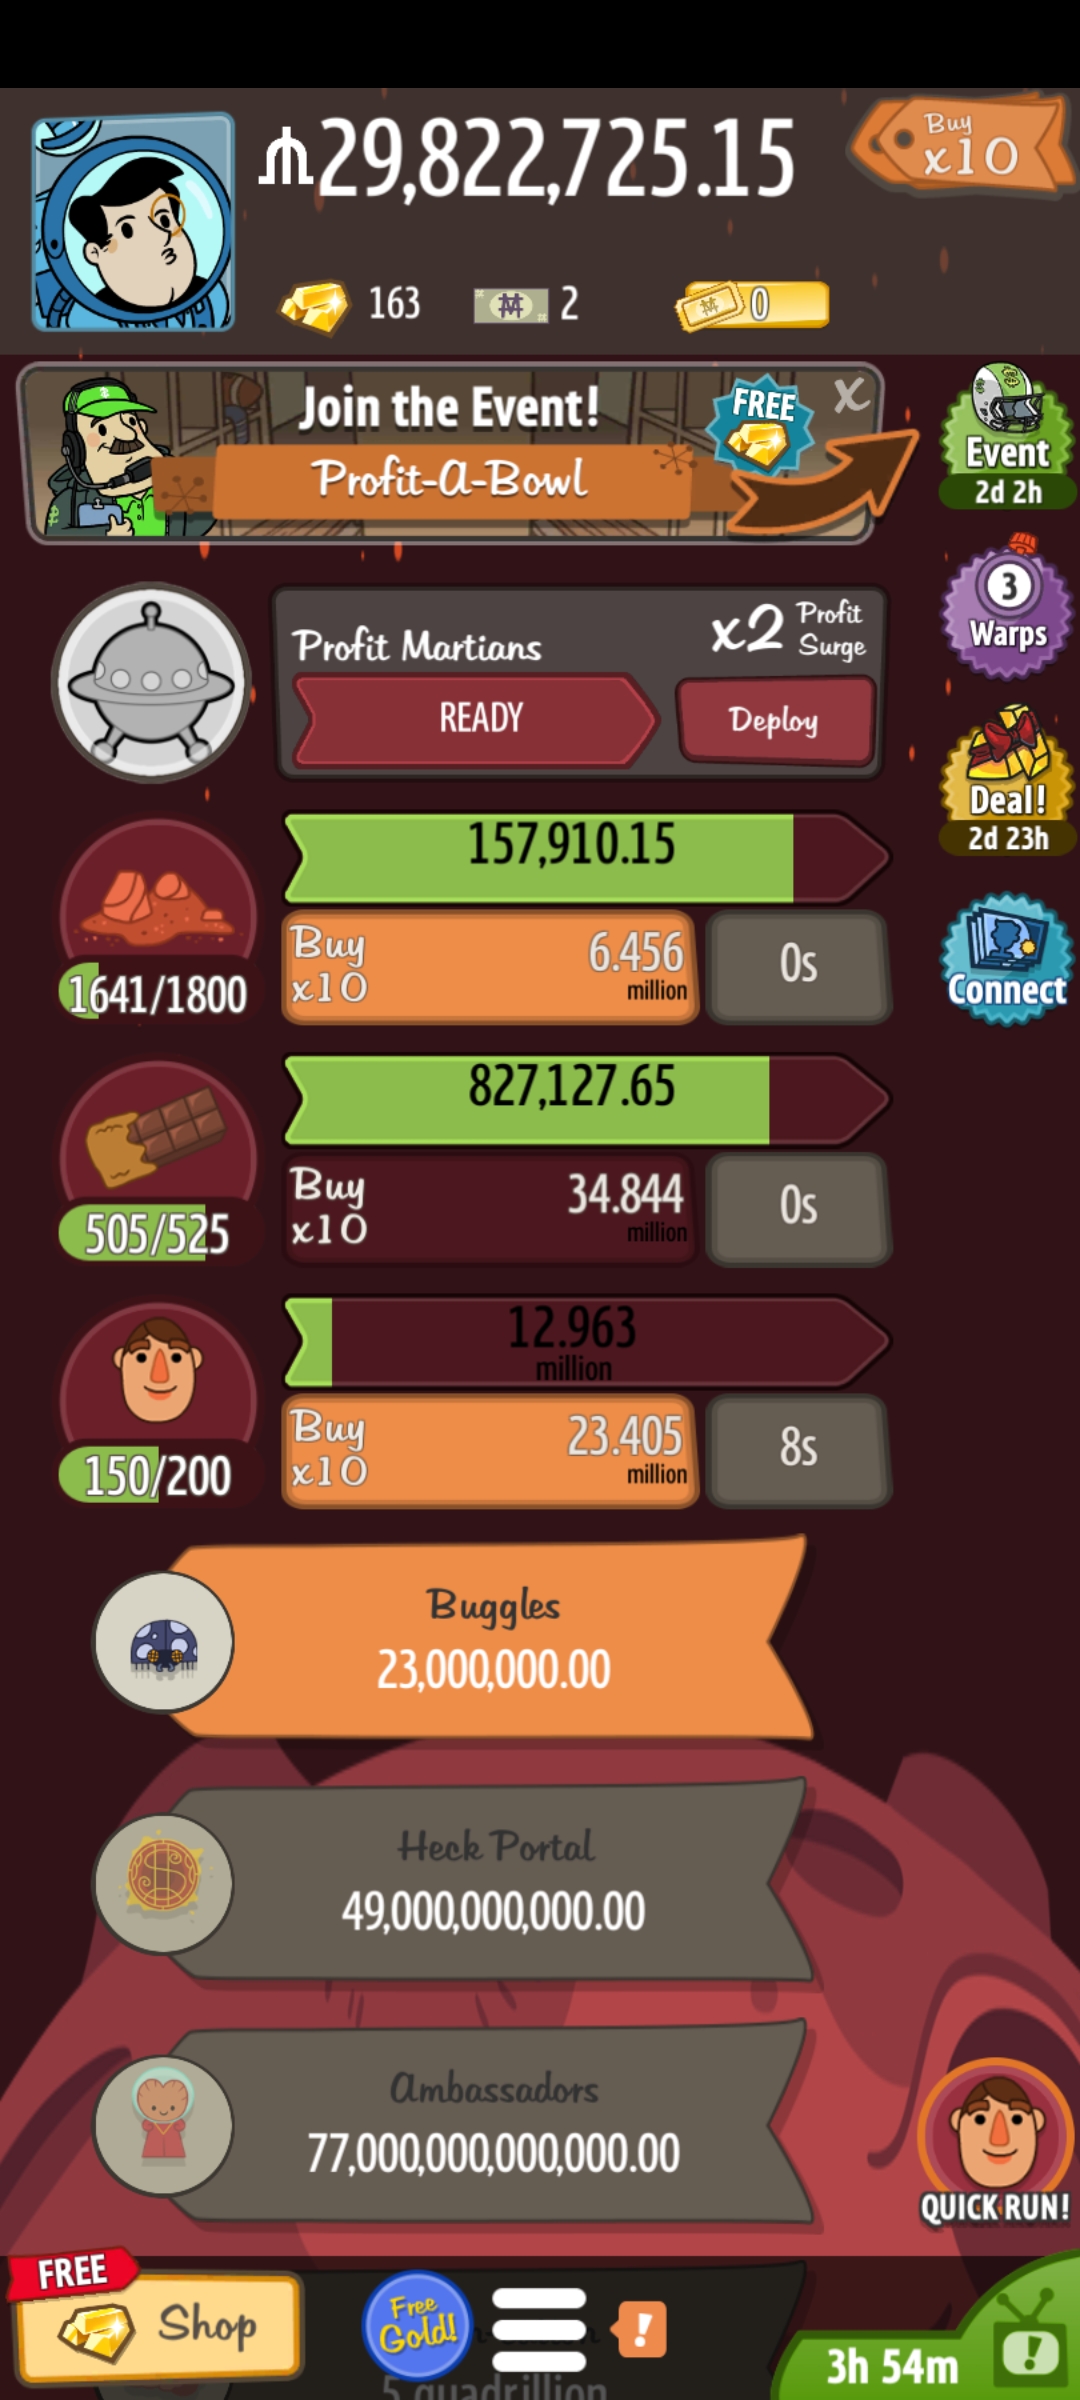 29,822,725.15
Buy
x10
163
2
0
Join the Event!
FREE
X
Profit-A-Bowl
Event
2d 2h
3
Warps
Profit Martians
x2 Profit
Surge
READY
Deploy
Deal!
2d 23h
157,910.15
Buy
x10
6.456
million
0s
1641/1800
Connect
827,127.65
Buy
x10
34.844
million
0s
505/525
12.963
million
Buy
x10
23.405
million
8s
150/200
Buggles
23,000,000.00
Heck Portal
49,000,000,000.00
Ambassadors
77,000,000,000,000.00
QUICK RUN!
FREE
Shop
Free
Gold!
!
3h 54m
!
5 quadrillion